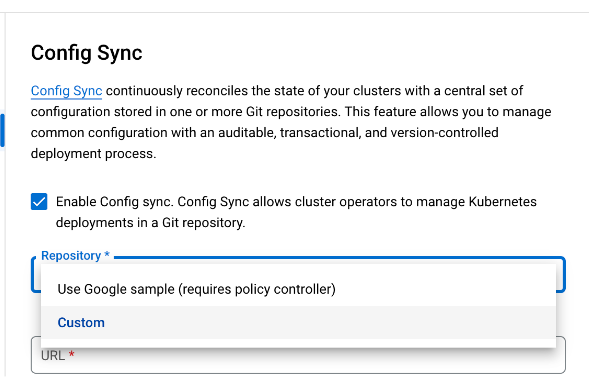 Config Sync
Config Sync continuously reconciles the state of your clusters with a central set of
configuration stored in one or more Git repositories. This feature allows you to manage
common configuration with an auditable, transactional, and version-controlled
deployment process.
Enable Config sync. Config Sync allows cluster operators to manage Kubernetes
deployments in a Git repository.
Repository *
Use Google sample (requires policy controller)
Custom
URL *